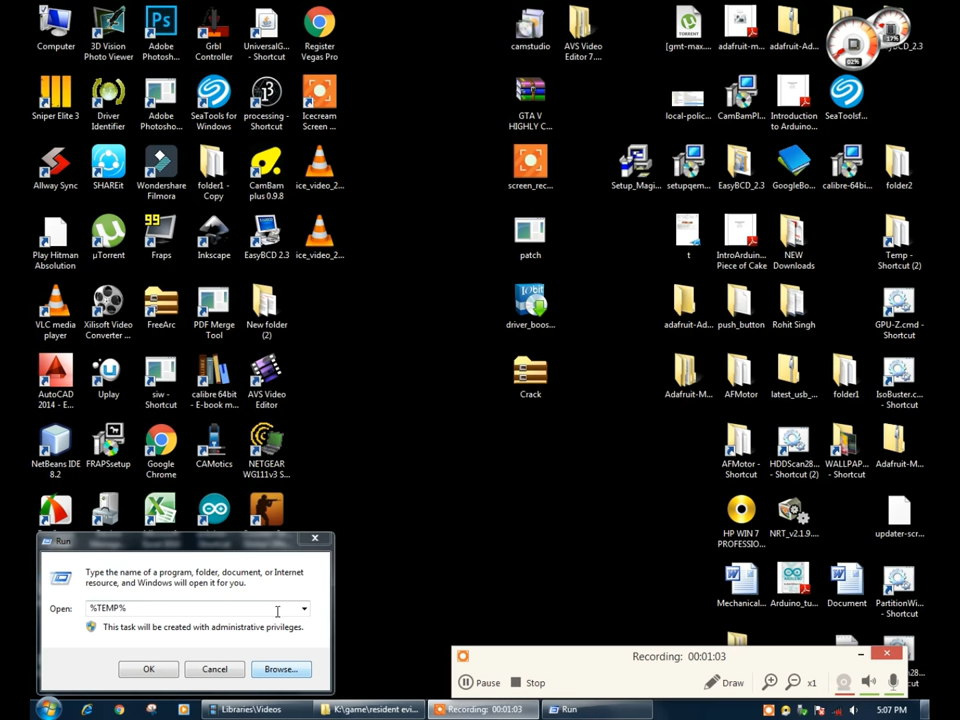 Computer
3D Vision
Photo Viewer
Adobe
Photosh...
Grbl
Controller
UniversalG...
- Shortcut
Register
Vegas Pro
camstudio
AVS Video
Editor 7....
[gmt-max....
adafruit-m...
adafruit-Ad...
02%
17%
Sniper Elite 3
Driver
Identifier
Adobe
Photosho...
SeaTools for
Windows
processing -
Shortcut
Icecream
Screen ...
GTA V
HIGHLY C...
local-polic...
CamBamPl...
Introduction
to Arduino...
SeaToolsf...
Allway Sync
SHAREit
Wondershare
Filmora
folder1 -
Copy
CamBam
plus 0.9.8
ice_video_2...
screen_rec...
Setup_Magi...
setupqem...
EasyBCD_2.3
GoogleBo...
calibre-64bi...
folder2
99
Play Hitman
Absolution
µTorrent
Fraps
Inkscape
EasyBCD 2.3
ice_video_2...
patch
t
IntroArduin...
Piece of Cake
NEW
Downloads
Temp -
Shortcut (2)
VLC media
player
Xilisoft Video
Converter ...
FreeArc
PDF Merge
Tool
New folder
(2)
driver_boos...
adafruit-Ad...
push_button
Rohit Singh
GPU-Z.cmd -
Shortcut
AutoCAD
2014 - E...
Uplay
siw -
Shortcut
calibre 64bit
- E-book m...
AVS Video
Editor
Crack
Adafruit-M...
AFMotor
latest_usb_...
folder1
IsoBuster.c...
- Shortcut
NetBeans IDE
8.2
FRAPSsetup
Google
Chrome
CAMotics
NETGEAR
WG111v3 S...
AFMotor -
Shortcut
HDDScan28...
- Shortcut (2)
WALLPAP...
Adafruit-M...
HP WIN 7
PROFESSIO...
NRT_v2.1.9....
updater-scr...
Mechanical...
Arduino_tu...
Document
PartitionWi...
- Shortcut
Run
Type the name of a program, folder, document, or Internet
resource, and Windows will open it for you.
Open:
%TEMP%
This task will be created with administrative privileges.
OK
Cancel
Browse...
Recording: 00:01:03
Pause
Stop
Draw
x1
Libraries\Videos
K:\game\resident evi...
Recording: 00:01:03
Run
5:07 PM